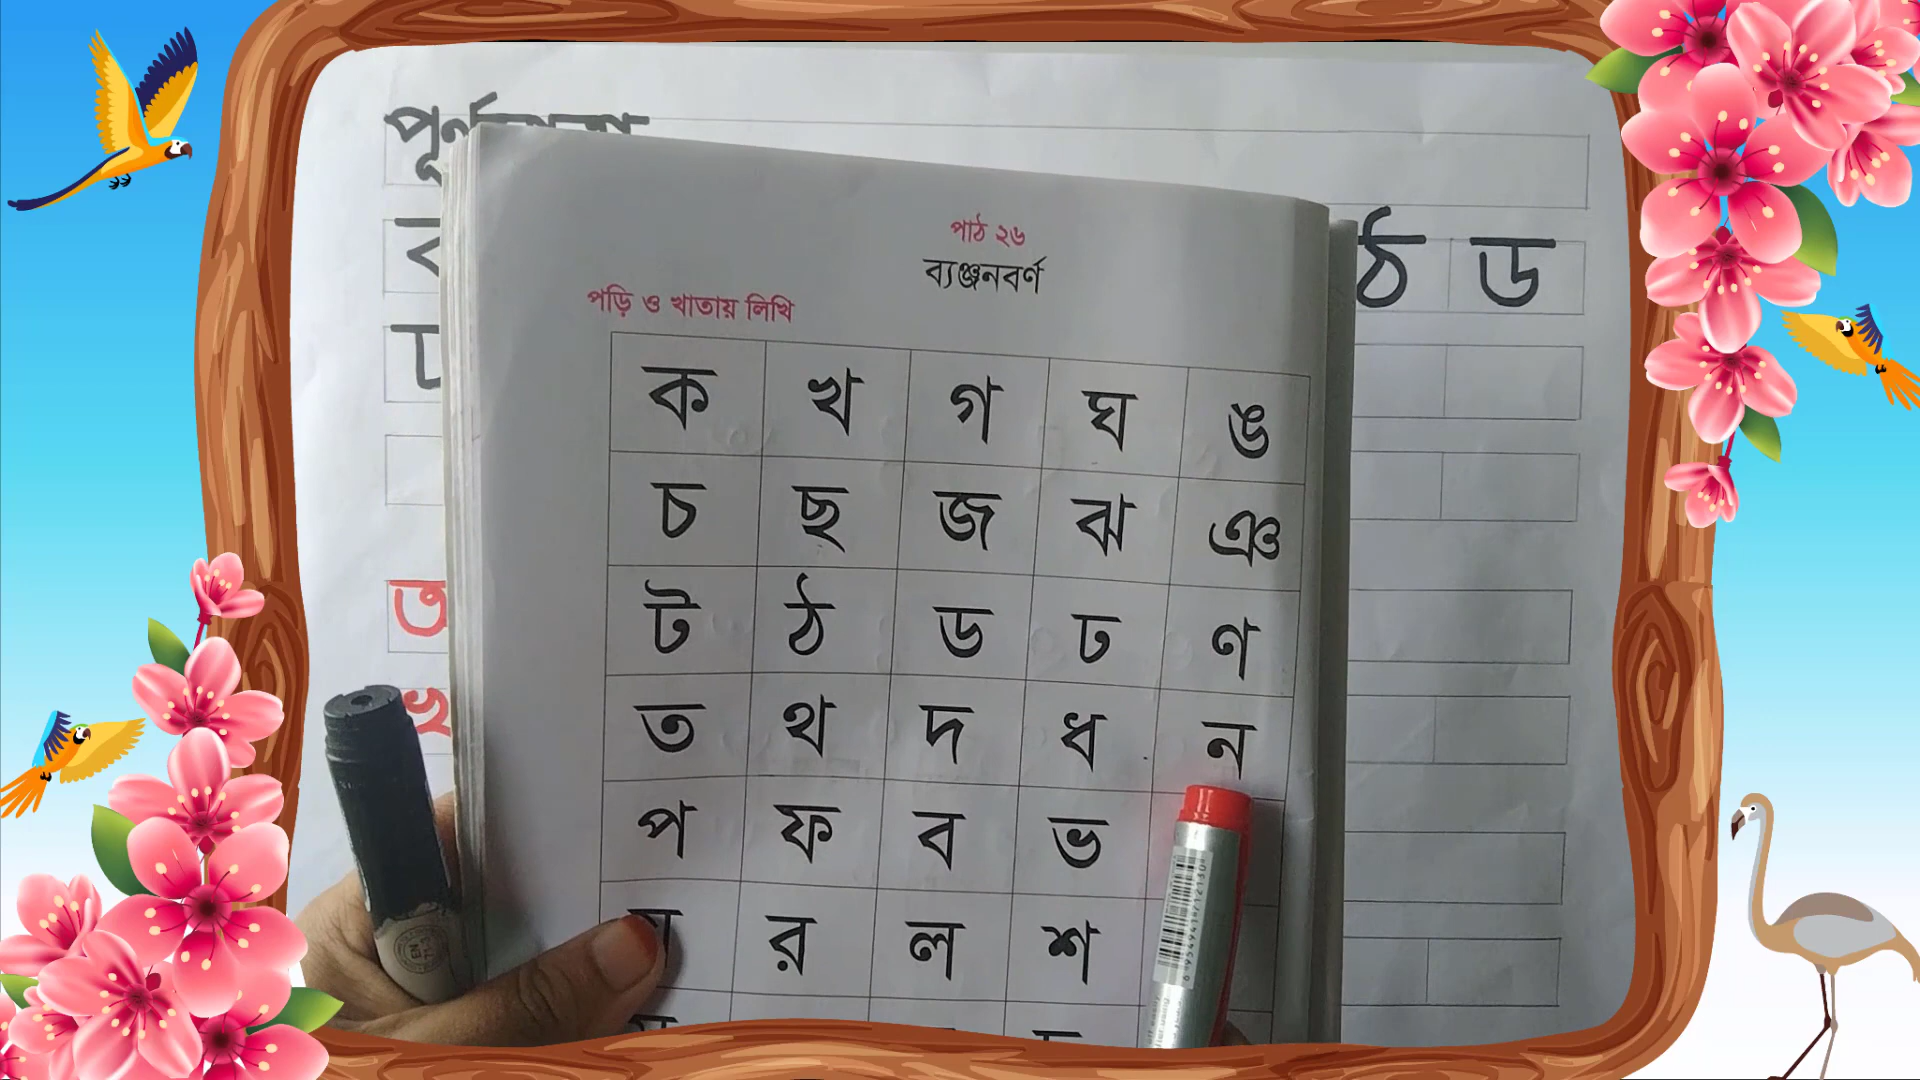 পাঠ ২৬
ব্যঞ্জনবর্ণ
পড়ি ও খাতায় লিখি
ঠ ড
ক খ গ ঘ ঙ
চ ছ জ ঝ ঞ
ট ঠ ড ঢ ণ
ত থ দ ধ ন
প ফ ব ভ
র ল শ
ত
খ